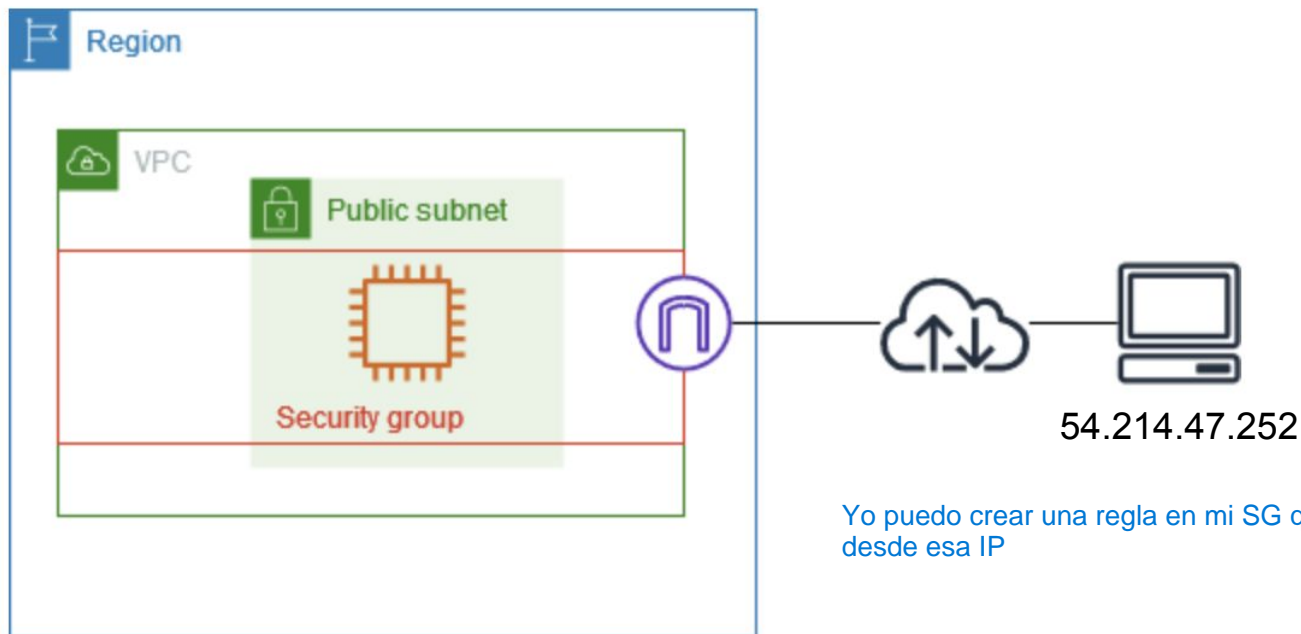 Region
VPC
Public subnet
Security group
54.214.47.252
Yo puedo crear una regla en mi SG
desde esa IP